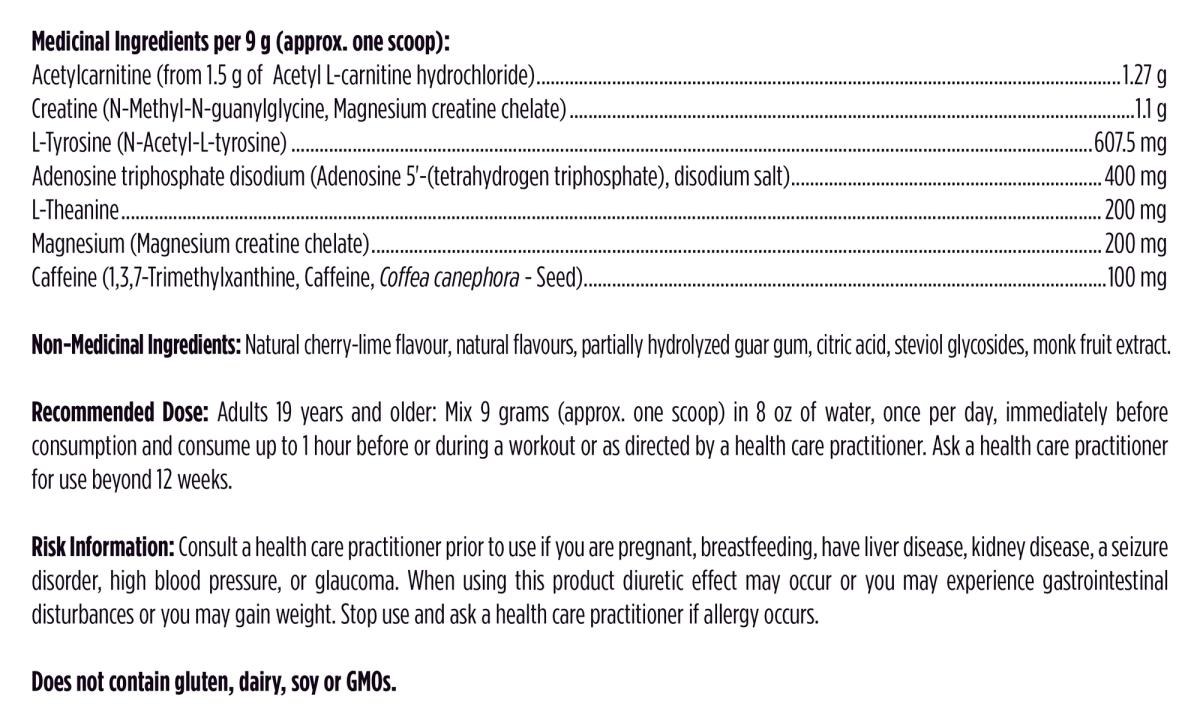 Medicinal Ingredients per 9 g (approx. one scoop):
Acetylcarnitine (from 1.5 g of Acetyl L-carnitine hydrochloride)..........1.27 g
Creatine (N-Methyl-N-guanylglycine, Magnesium creatine chelate)..........1.1 g
L-Tyrosine (N-Acetyl-L-tyrosine)..........607.5 mg
Adenosine triphosphate disodium (Adenosine 5'-(tetrahydrogen triphosphate), disodium salt)..........400 mg
L-Theanine..........200 mg
Magnesium (Magnesium creatine chelate)..........200 mg
Caffeine (1,3,7-Trimethylxanthine, Caffeine, Coffea canephora - Seed)..........100 mg
Non-Medicinal Ingredients: Natural cherry-lime flavour, natural flavours, partially hydrolyzed guar gum, citric acid, steviol glycosides, monk fruit extract.
Recommended Dose: Adults 19 years and older: Mix 9 grams (approx. one scoop) in 8 oz of water, once per day, immediately before
consumption and consume up to 1 hour before or during a workout or as directed by a health care practitioner. Ask a health care practitioner
for use beyond 12 weeks.
Risk Information: Consult a health care practitioner prior to use if you are pregnant, breastfeeding, have liver disease, kidney disease, a seizure
disorder, high blood pressure, or glaucoma. When using this product diuretic effect may occur or you may experience gastrointestinal
disturbances or you may gain weight. Stop use and ask a health care practitioner if allergy occurs.
Does not contain gluten, dairy, soy or GMOs.